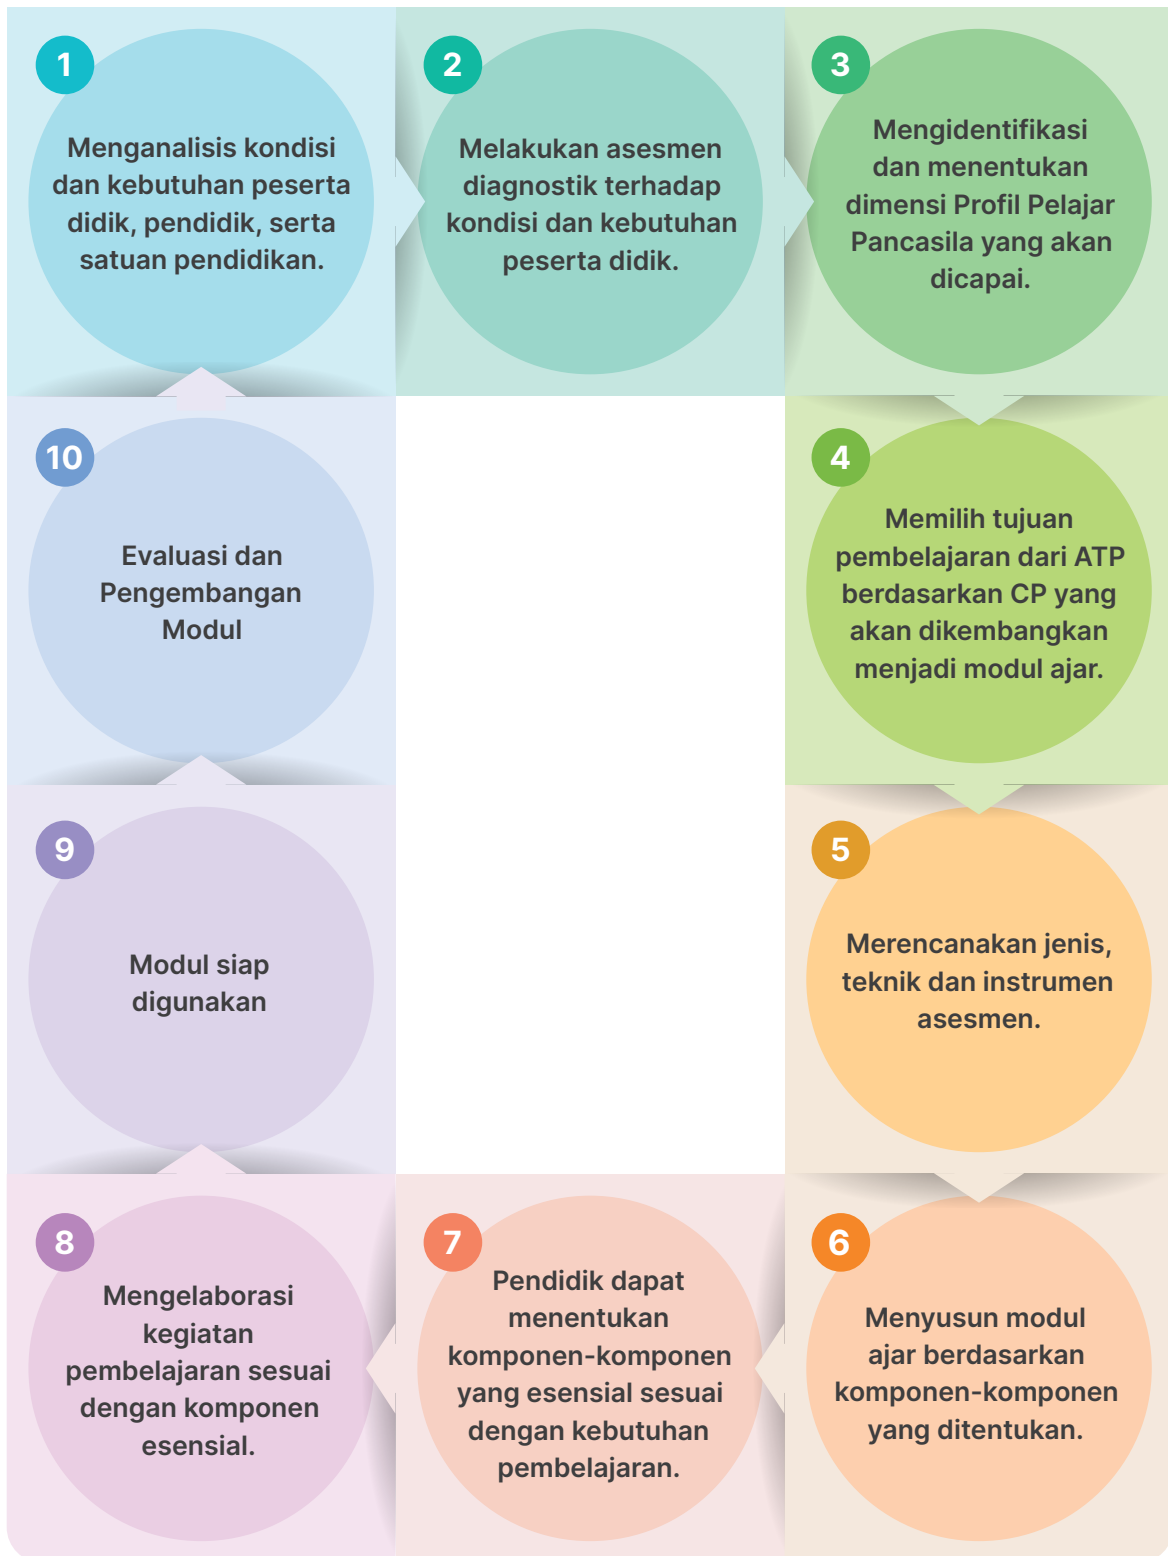 1
Menganalisis kondisi
dan kebutuhan peserta
didik, pendidik, serta
satuan pendidikan.
2
Melakukan asesmen
diagnostik terhadap
kondisi dan kebutuhan
peserta didik.
3
Mengidentifikasi
dan menentukan
dimensi Profil Pelajar
Pancasila yang akan
dicapai.
4
Memilih tujuan
pembelajaran dari ATP
berdasarkan CP yang
akan dikembangkan
menjadi modul ajar.
5
Merencanakan jenis,
teknik dan instrumen
asesmen.
6
Menyusun modul
ajar berdasarkan
komponen-komponen
yang ditentukan.
7
Pendidik dapat
menentukan
komponen-komponen
yang esensial sesuai
dengan kebutuhan
pembelajaran.
8
Mengelaborasi
kegiatan
pembelajaran sesuai
dengan komponen
esensial.
9
Modul siap
digunakan
10
Evaluasi dan
Pengembangan
Modul